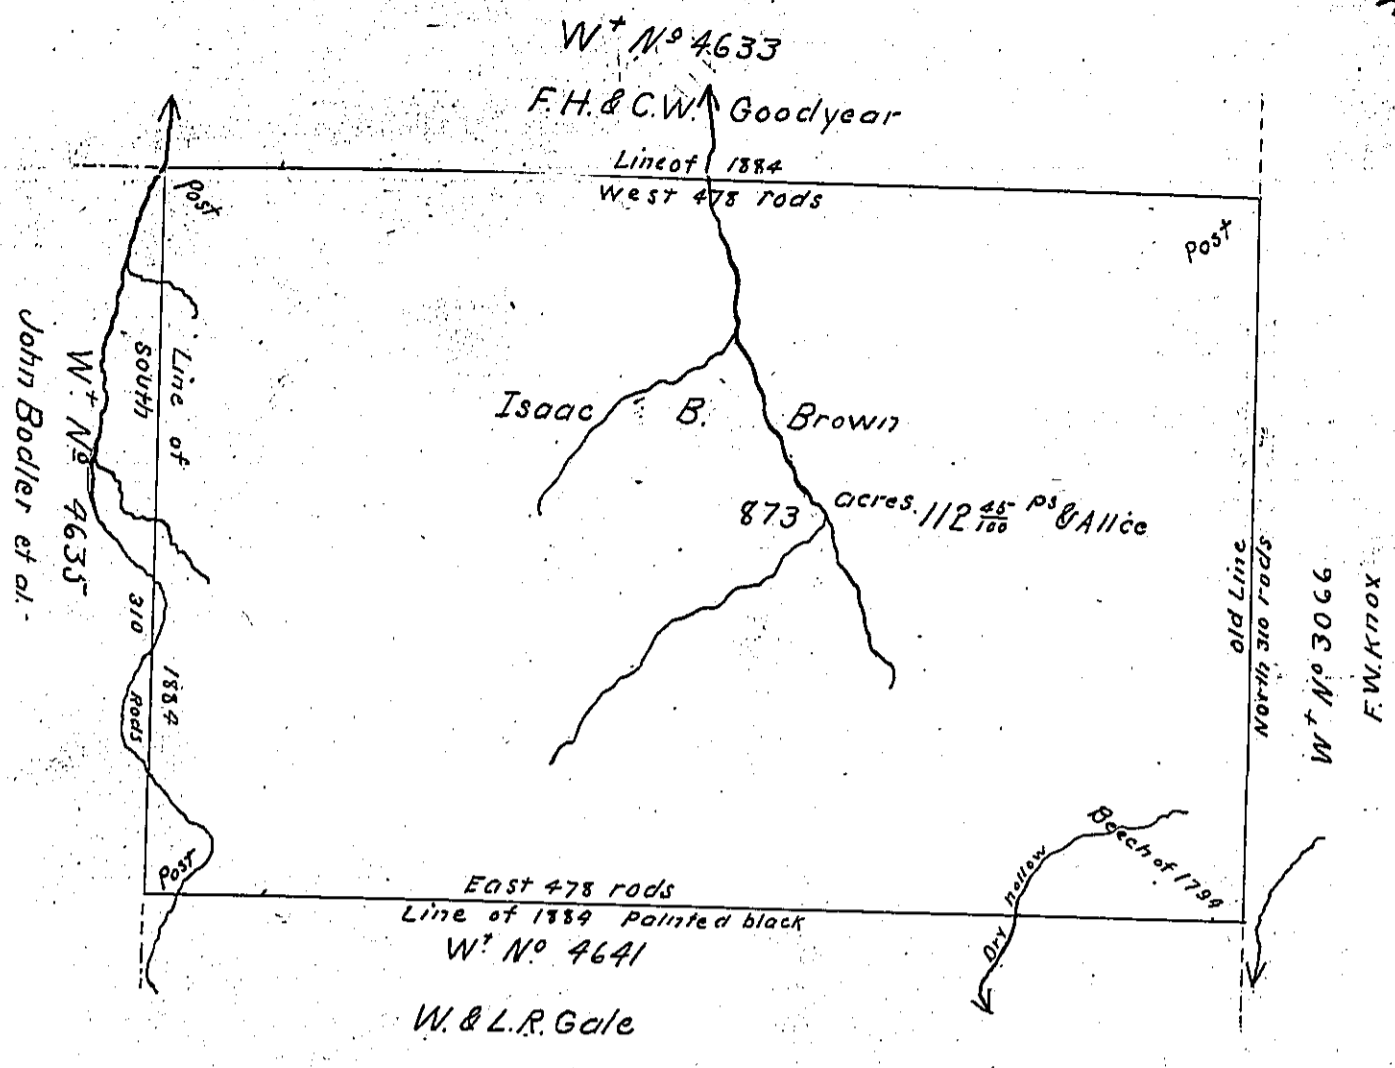 Wt No 4633
F.H. & C.W. Goodyear
Line of 1884
West 478 rods
Post
Post
Line of 1884
South 310 Rods
Wt No 4635
John Bodler et al.-
Isaac B. Brown
873 acres. 112 45/100 ps & Allce
Old Line
North 310 rods
Wt No 3066
F.W. Knox
Beech of 1794
Dry Hollow
Post
East 478 rods
Line of 1884 Painted black
Wt No 4641
W. & L.R. Gale